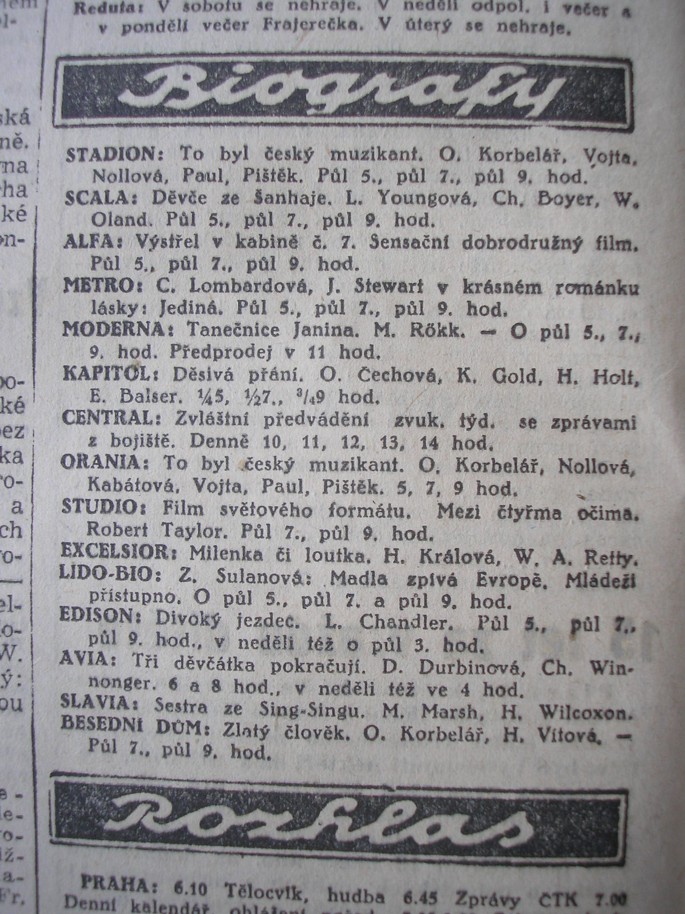 Reduta: V sobotu se nehraje. V neděli odpol. i večer a
v pondělí večer Frajerečka. V úterý se nehraje.
Biografy
STADION: To byl český muzikant. O. Korbelář, Vojta,
Nollová, Paul, Pištěk. Půl 5., půl 7., půl 9. hod.
SCALA: Děvče ze Šanhaje. L. Youngová, Ch. Boyer, W.
Oland. Půl 5., půl 7., půl 9. hod.
ALFA: Výstřel v kabině č. 7. Sensační dobrodružný film.
Půl 5., půl 7., půl 9. hod.
METRO: C. Lombardová, J. Stewart v krásném románku
lásky: Jediná. Půl 5., půl 7., půl 9. hod.
MODERNA: Tanečnice Janina. M. Rökk. — O půl 5., 7.,
9. hod. Předprodej v 11 hod.
KAPITOL: Děsivá přání. O. Čechová, K. Gold, H. Holt,
E. Balser. ¼5, ½7., ¾9 hod.
CENTRAL: Zvláštní předvádění zvuk. týd. se zprávami
z bojiště. Denně 10, 11, 12, 13, 14 hod.
ORANIA: To byl český muzikant. O. Korbelář, Nollová,
Kabátová, Vojta, Paul, Pištěk. 5, 7, 9 hod.
STUDIO: Film světového formátu. Mezi čtyřma očima.
Robert Taylor. Půl 7., půl 9. hod.
EXCELSIOR: Milenka či loutka. H. Králová, W. A. Retty.
LIDO-BIO: Z. Sulanová: Madla zpívá Evropě. Mládeži
přístupno. O půl 5., půl 7. a půl 9. hod.
EDISON: Divoký jezdec. L. Chandler. Půl 5., půl 7.,
půl 9. hod., v neděli též o půl 3. hod.
AVIA: Tři děvčátka pokračují. D. Durbinová, Ch. Win-
nonger. 6 a 8 hod., v neděli též ve 4 hod.
SLAVIA: Sestra ze Sing-Singu. M. Marsh, H. Wilcoxon.
BESEDNÍ DŮM: Zlatý člověk. O. Korbelář, H. Vítová. —
Půl 7., půl 9. hod.
Rozhlas
PRAHA: 6.10 Tělocvik, hudba 6.45 Zprávy ČTK 7.00
Denní kalendář